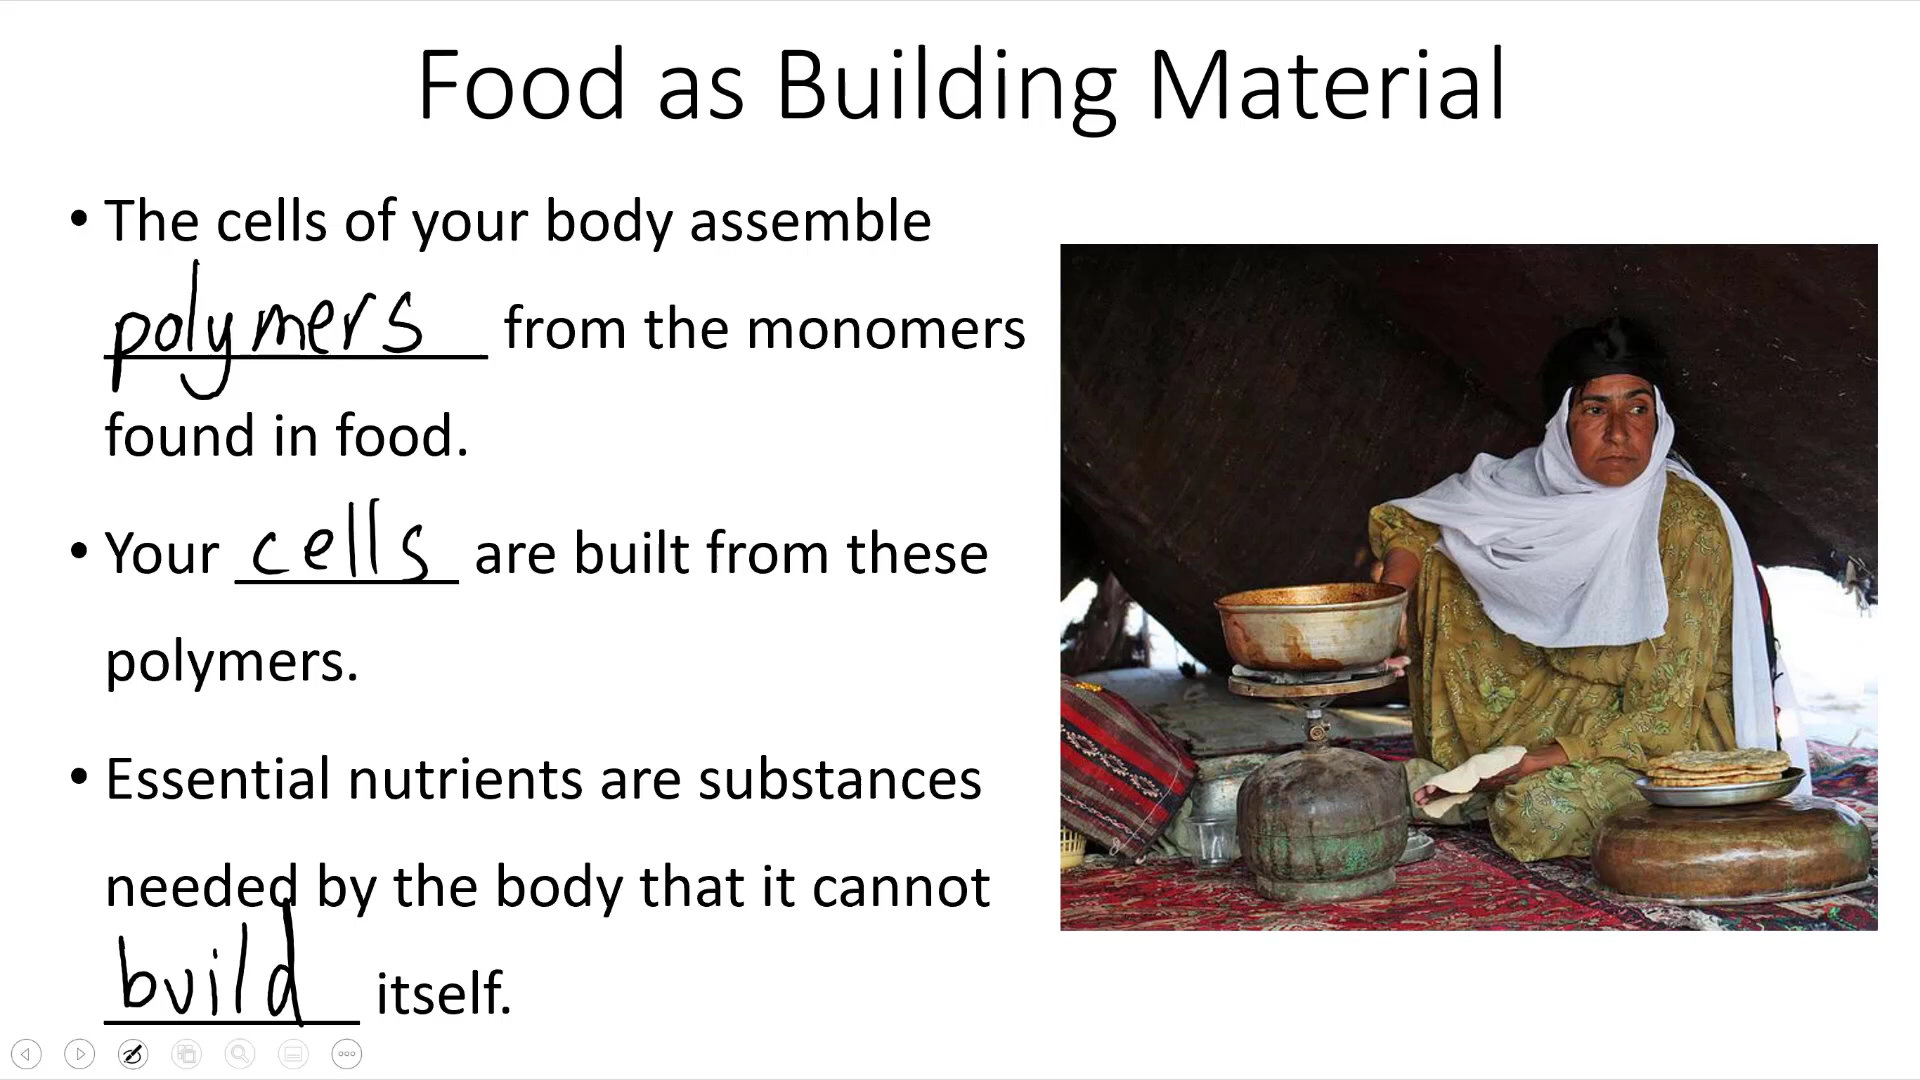 Food as Building Material
• The cells of your body assemble
polymers from the monomers
found in food.
• Your cells are built from these
polymers.
• Essential nutrients are substances
needed by the body that it cannot
build itself.